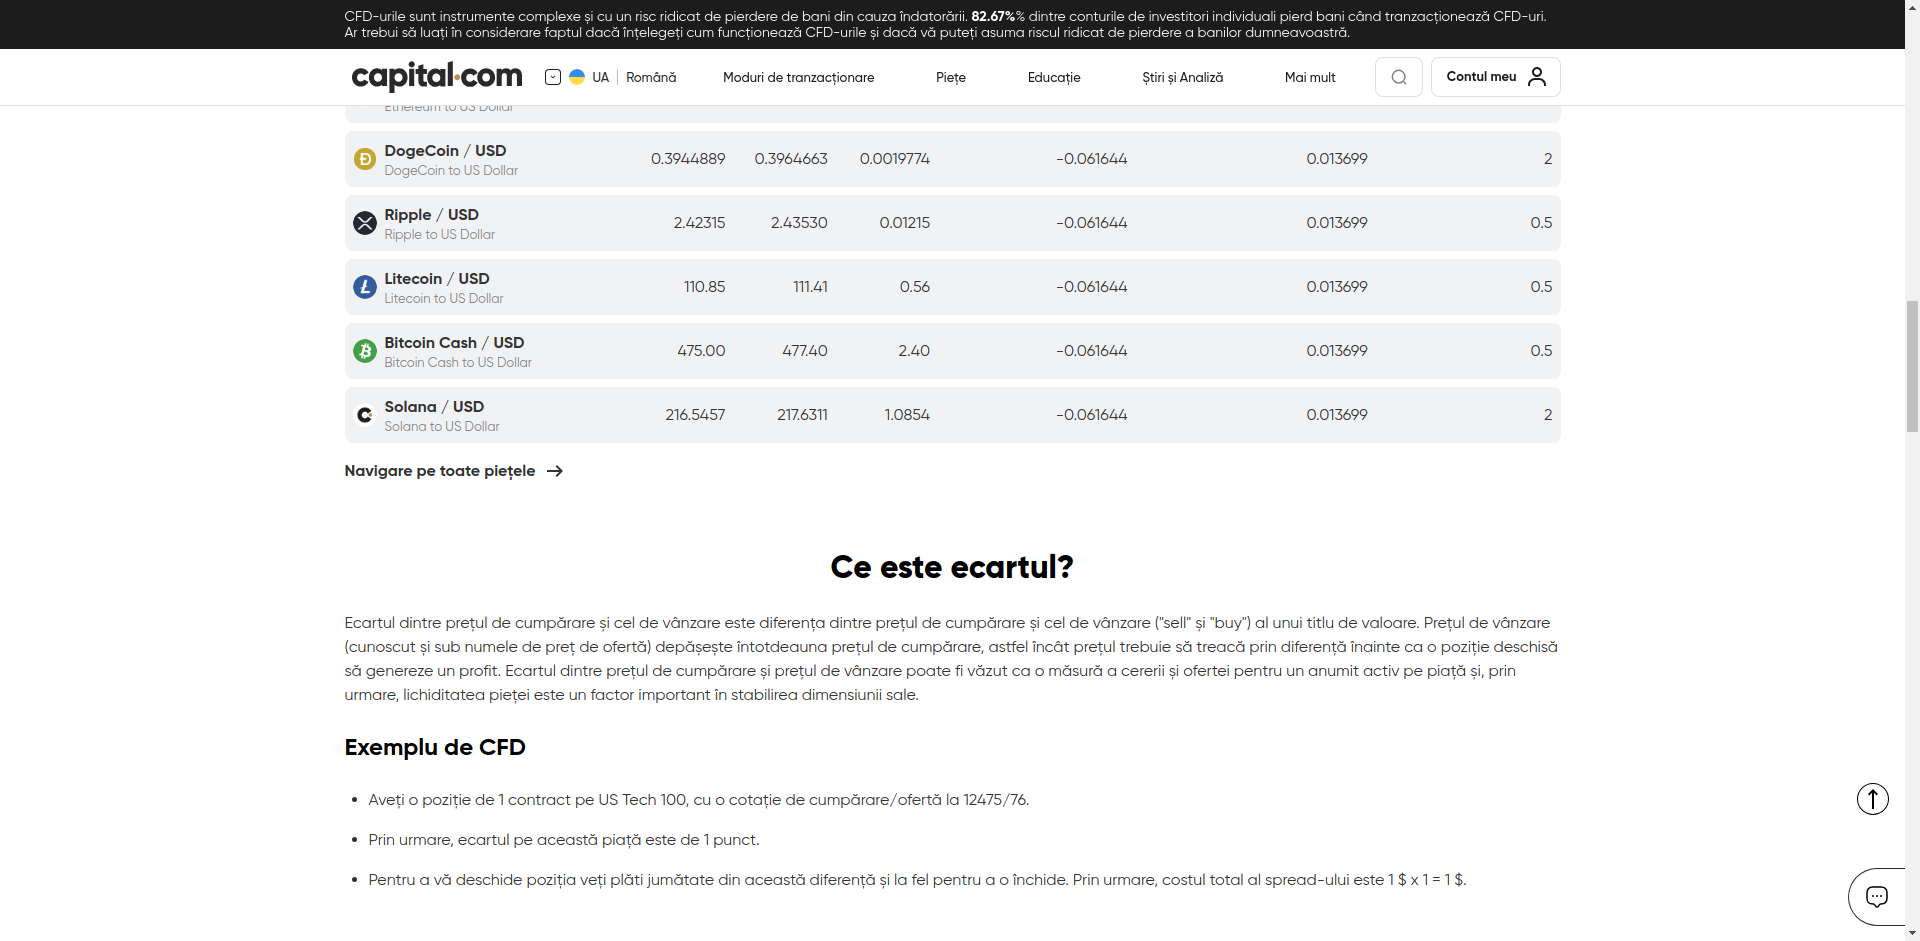 CFD-urile sunt instrumente complexe și cu un risc ridicat de pierdere de bani din cauza îndatorării. 82.67%% dintre conturile de investitori individuali pierd bani când tranzacționează CFD-uri.
Ar trebui să luați în considerare faptul dacă înțelegeți cum funcționează CFD-urile și dacă vă puteți asuma riscul ridicat de pierdere a banilor dumneavoastră.
capital.com UA Română Moduri de tranzacționare Piețe Educație Știri și Analiză Mai mult Contul meu
Ethereum to US Dollar
DogeCoin / USD 0.3944889 0.3964663 0.0019774 -0.061644 0.013699 2
DogeCoin to US Dollar
Ripple / USD 2.42315 2.43530 0.01215 -0.061644 0.013699 0.5
Ripple to US Dollar
Litecoin / USD 110.85 111.41 0.56 -0.061644 0.013699 0.5
Litecoin to US Dollar
Bitcoin Cash / USD 475.00 477.40 2.40 -0.061644 0.013699 0.5
Bitcoin Cash to US Dollar
Solana / USD 216.5457 217.6311 1.0854 -0.061644 0.013699 2
Solana to US Dollar
Navigare pe toate piețele
Ce este ecartul?
Ecartul dintre prețul de cumpărare și cel de vânzare este diferența dintre prețul de cumpărare și cel de vânzare ("sell" și "buy") al unui titlu de valoare. Prețul de vânzare
(cunoscut și sub numele de preț de ofertă) depășește întotdeauna prețul de cumpărare, astfel încât prețul trebuie să treacă prin diferență înainte ca o poziție deschisă
să genereze un profit. Ecartul dintre prețul de cumpărare și prețul de vânzare poate fi văzut ca o măsură a cererii și ofertei pentru un anumit activ pe piață și, prin
urmare, lichiditatea pieței este un factor important în stabilirea dimensiunii sale.
Exemplu de CFD
• Aveți o poziție de 1 contract pe US Tech 100, cu o cotație de cumpărare/ofertă la 12475/76.
• Prin urmare, ecartul pe această piață este de 1 punct.
• Pentru a vă deschide poziția veți plăti jumătate din această diferență și la fel pentru a o închide. Prin urmare, costul total al spread-ului este 1 $ x 1 = 1 $.